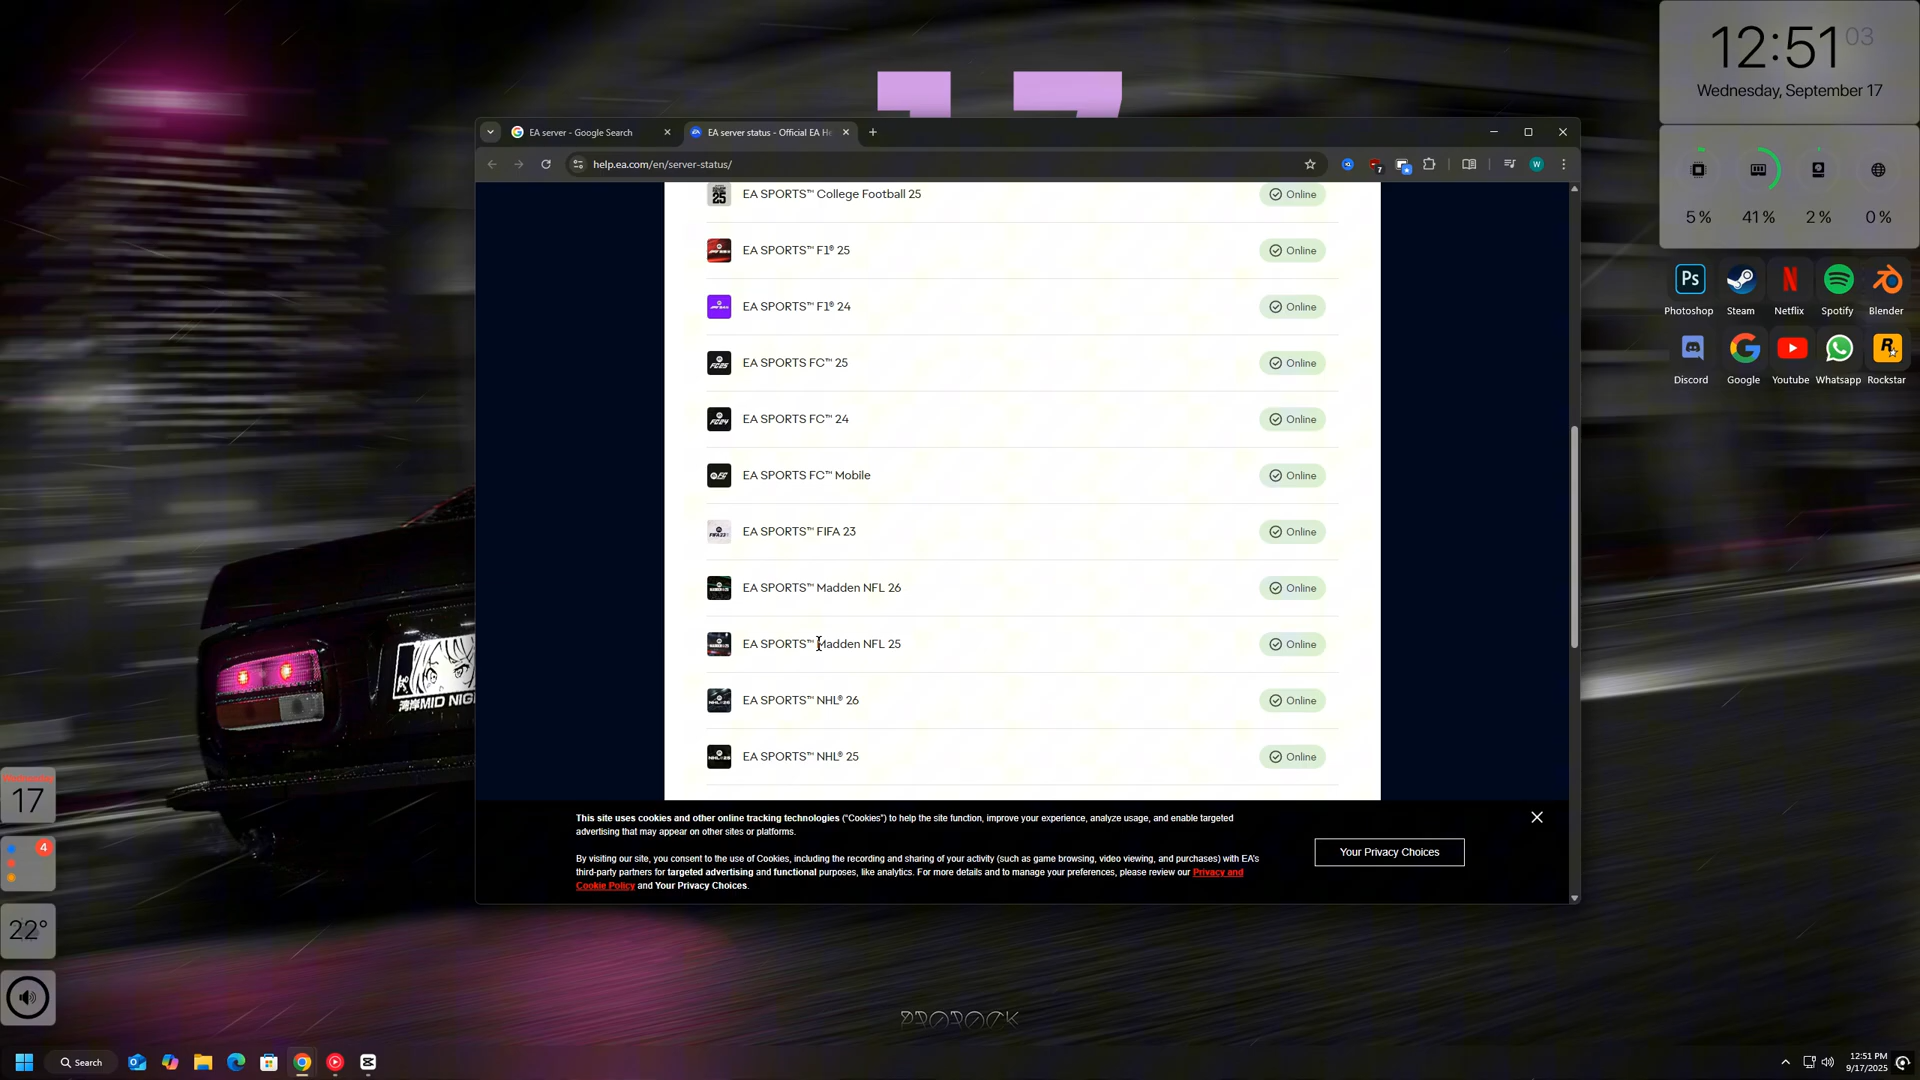 12:51 03
Wednesday, September 17
5 % 41 % 2 % 0 %
Ps
Photoshop Steam Netflix Spotify Blender
Discord Google Youtube Whatsapp Rockstar
EA server - Google Search
EA server status - Official EA He
help.ea.com/en/server-status/
7
W
EA SPORTS™ College Football 25 Online
EA SPORTS™ F1® 25 Online
EA SPORTS™ F1® 24 Online
EA SPORTS FC™ 25 Online
EA SPORTS FC™ 24 Online
EA SPORTS FC™ Mobile Online
EA SPORTS™ FIFA 23 Online
EA SPORTS™ Madden NFL 26 Online
EA SPORTS™ Madden NFL 25 Online
EA SPORTS™ NHL® 26 Online
EA SPORTS™ NHL® 25 Online
This site uses cookies and other online tracking technologies (“Cookies”) to help the site function, improve your experience, analyze usage, and enable targeted
advertising that may appear on other sites or platforms.
By visiting our site, you consent to the use of Cookies, including the recording and sharing of your activity (such as game browsing, video viewing, and purchases) with EA’s
third-party partners for targeted advertising and functional purposes, like analytics. For more details and to manage your preferences, please review our Privacy and
Cookie Policy and Your Privacy Choices.
Your Privacy Choices
湾岸MID NIG
Wednesday
17
4
22°
Search
12:51 PM
9/17/2025